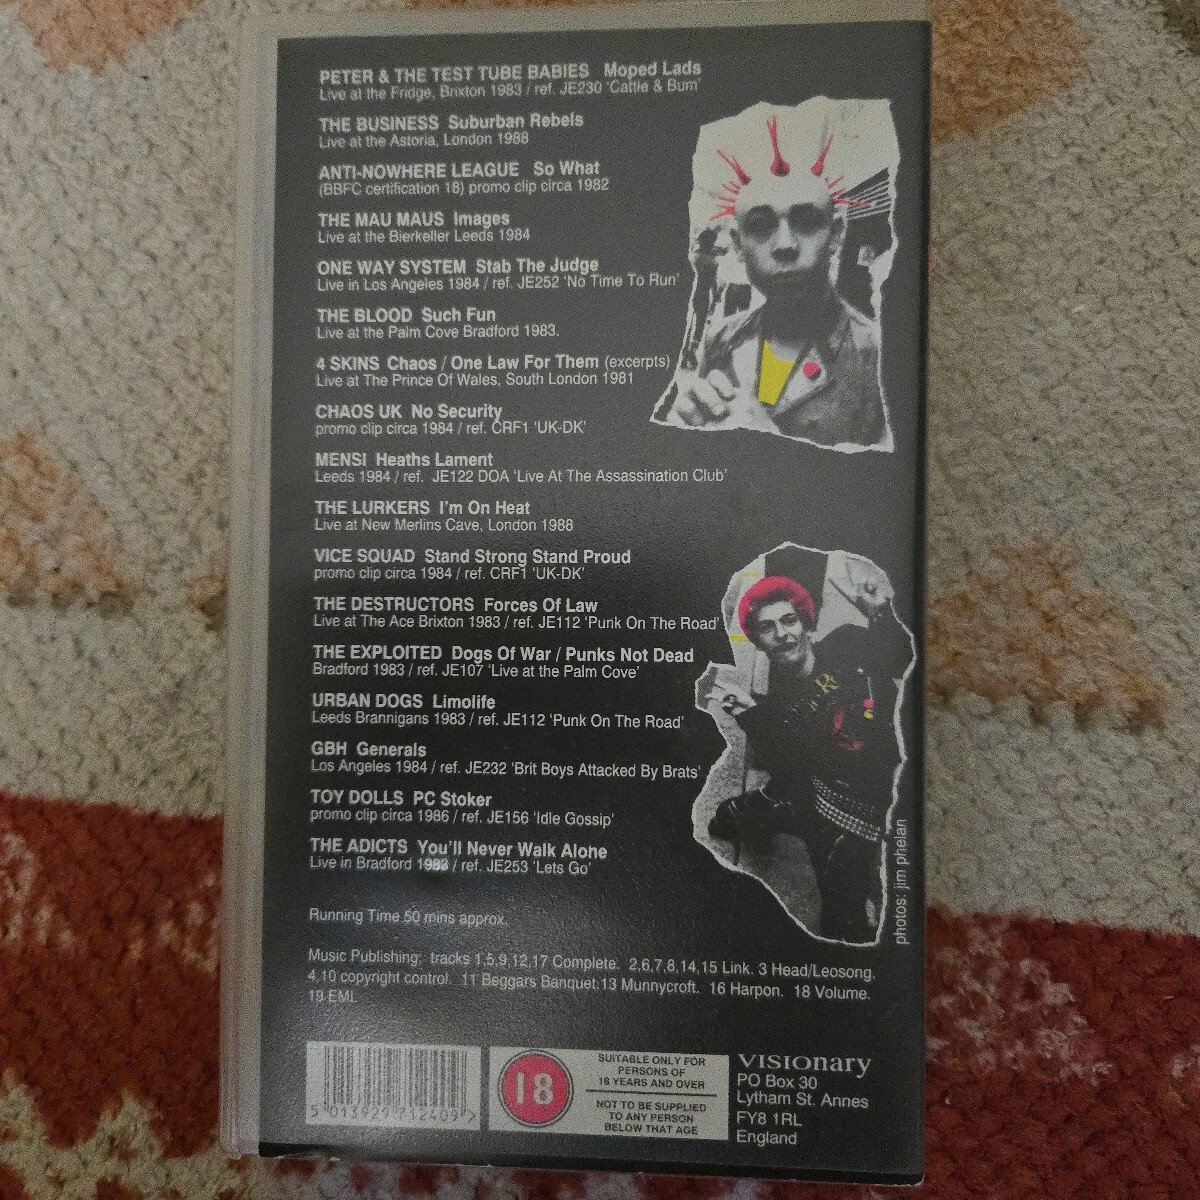 PETER & THE TEST TUBE BABIES Moped Lads
Live at the Fridge, Brixton 1983 / ref. JE230 'Cattle & Bum'
THE BUSINESS Suburban Rebels
Live at the Astoria, London 1988
ANTI-NOWHERE LEAGUE So What
(BBFC certification 18) promo clip circa 1982
THE MAU MAUS Images
Live at the Bierkeller Leeds 1984
ONE WAY SYSTEM Stab The Judge
Live in Los Angeles 1984 / ref. JE252 'No Time To Run'
THE BLOOD Such Fun
Live at the Palm Cove Bradford 1983.
4 SKINS Chaos / One Law For Them (excerpts)
Live at The Prince Of Wales, South London 1981
CHAOS UK No Security
promo clip circa 1984 / ref. CRF1 'UK-DK'
MENSI Heaths Lament
Leeds 1984 / ref. JE122 DOA 'Live At The Assassination Club'
THE LURKERS I'm On Heat
Live at New Merlins Cave, London 1988
VICE SQUAD Stand Strong Stand Proud
promo clip circa 1984 / ref. CRF1 'UK-DK'
THE DESTRUCTORS Forces Of Law
Live at The Ace Brixton 1983 / ref. JE112 'Punk On The Road'
THE EXPLOITED Dogs Of War / Punks Not Dead
Bradford 1983 / ref. JE107 'Live at the Palm Cove'
URBAN DOGS Limolife
Leeds Brannigans 1983 / ref. JE112 'Punk On The Road'
GBH Generals
Los Angeles 1984 / ref. JE232 'Brit Boys Attacked By Brats'
TOY DOLLS PC Stoker
promo clip circa 1986 / ref. JE156 'Idle Gossip'
THE ADICTS You'll Never Walk Alone
Live in Bradford 1983 / ref. JE253 'Lets Go'
photos: jim phelan
Running Time 50 mins approx.
Music Publishing; tracks 1,5,9,12,17 Complete. 2,6,7,8,14,15 Link. 3 Head/Leosong.
4,10 copyright control. 11 Beggars Banquet.13 Munnycroft. 16 Harpon. 18 Volume.
19 EMI.
18
SUITABLE ONLY FOR
PERSONS OF
18 YEARS AND OVER
NOT TO BE SUPPLIED
TO ANY PERSON
BELOW THAT AGE
VISIOnary
PO Box 30
Lytham St. Annes
FY8 1RL
England